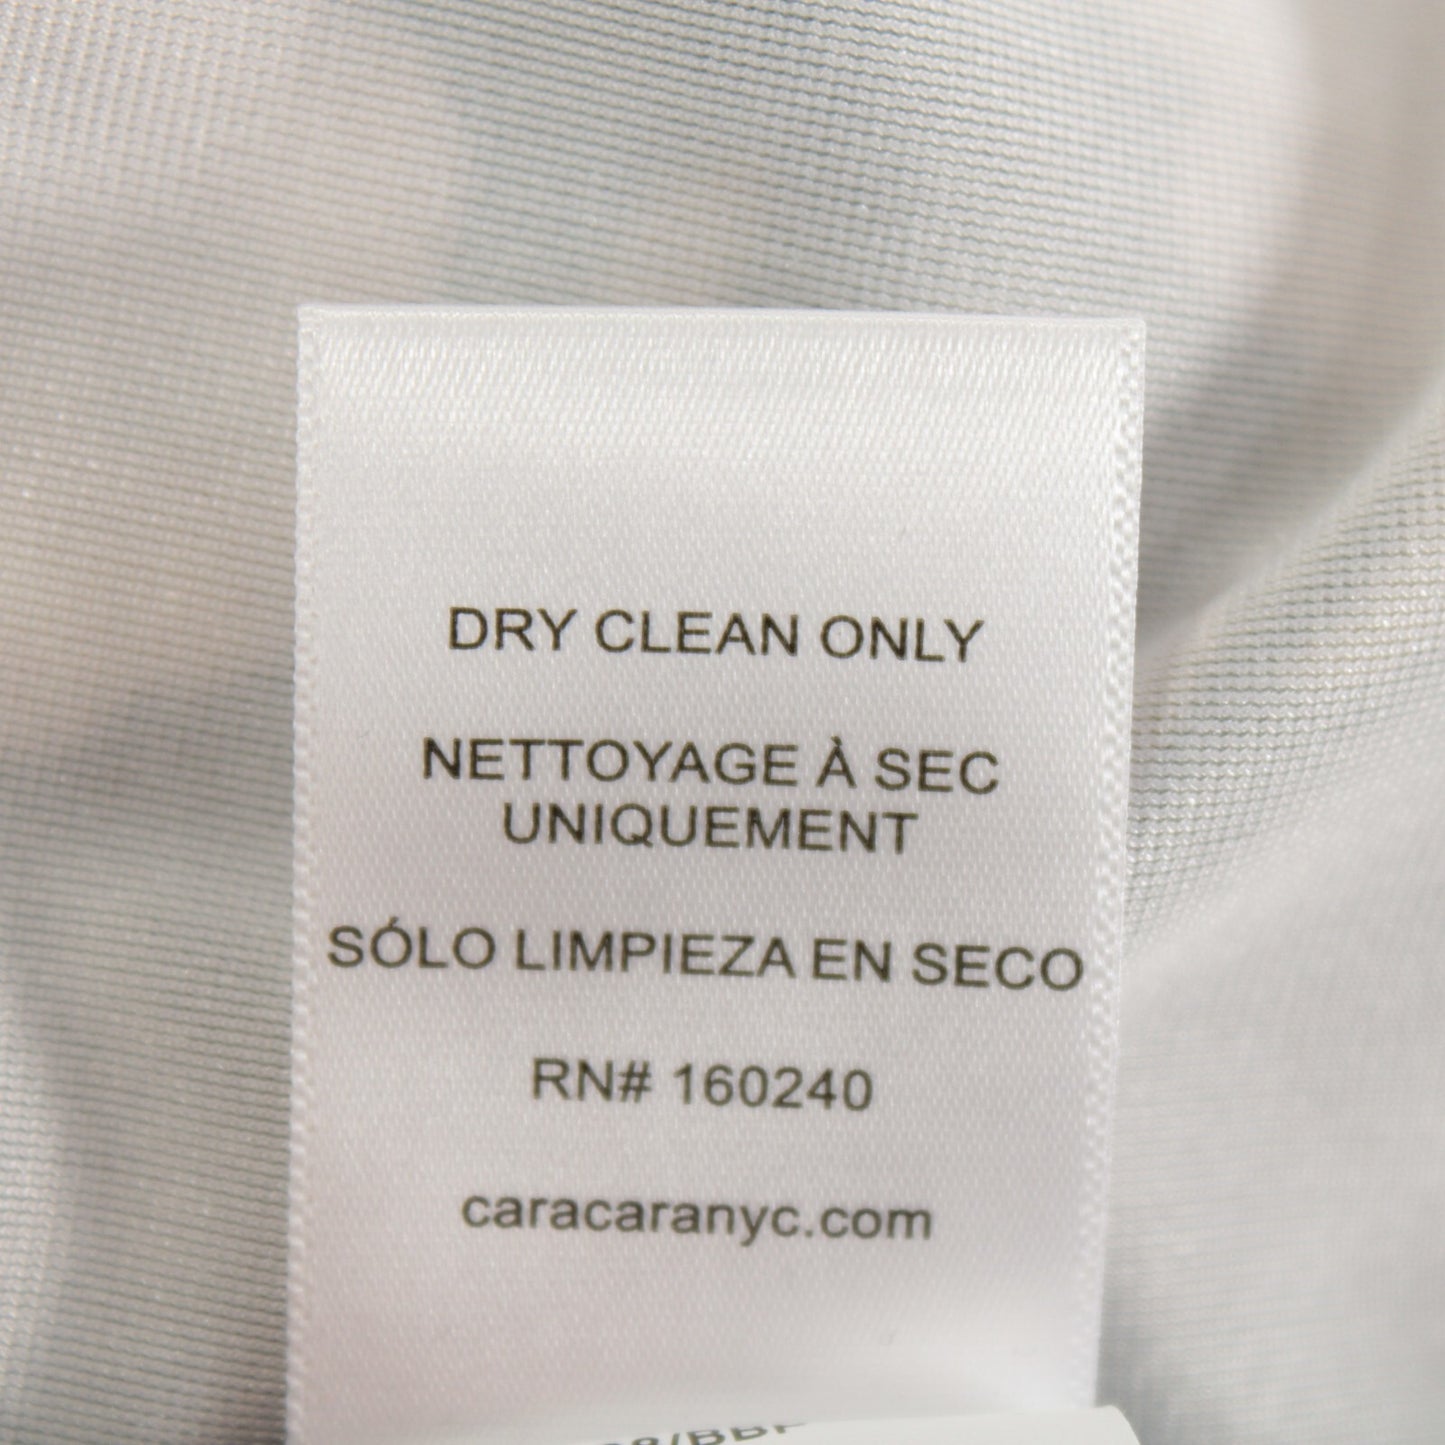 DRY CLEAN ONLY
NETTOYAGE À SEC
UNIQUEMENT
SÓLO LIMPIEZA EN SECO
RN# 160240
caracaranyc.com